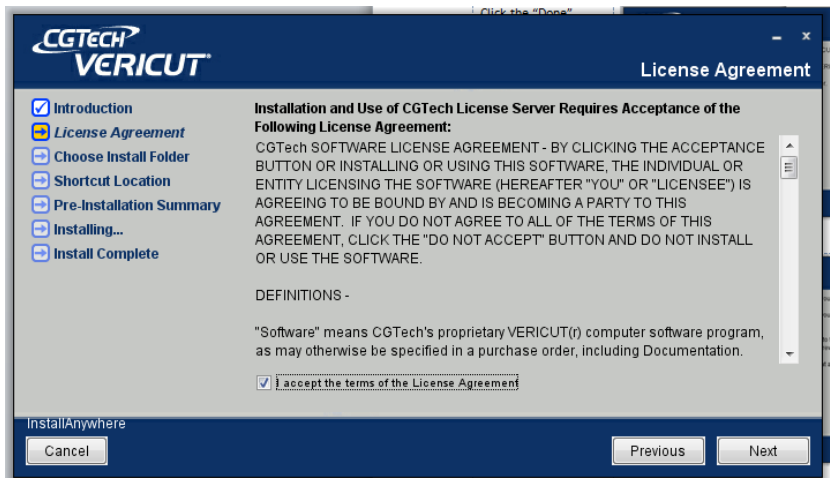 Click the "Done"
CGTECH
VERICUT
License Agreement
Introduction
License Agreement
Choose Install Folder
Shortcut Location
Pre-Installation Summary
Installing...
Install Complete
Installation and Use of CGTech License Server Requires Acceptance of the
Following License Agreement:
CGTech SOFTWARE LICENSE AGREEMENT - BY CLICKING THE ACCEPTANCE
BUTTON OR INSTALLING OR USING THIS SOFTWARE, THE INDIVIDUAL OR
ENTITY LICENSING THE SOFTWARE (HEREAFTER "YOU" OR "LICENSEE") IS
AGREEING TO BE BOUND BY AND IS BECOMING A PARTY TO THIS
AGREEMENT. IF YOU DO NOT AGREE TO ALL OF THE TERMS OF THIS
AGREEMENT, CLICK THE "DO NOT ACCEPT" BUTTON AND DO NOT INSTALL
OR USE THE SOFTWARE.
DEFINITIONS -
"Software" means CGTech's proprietary VERICUT(r) computer software program,
as may otherwise be specified in a purchase order, including Documentation.
I accept the terms of the License Agreement
InstallAnywhere
Cancel
Previous
Next